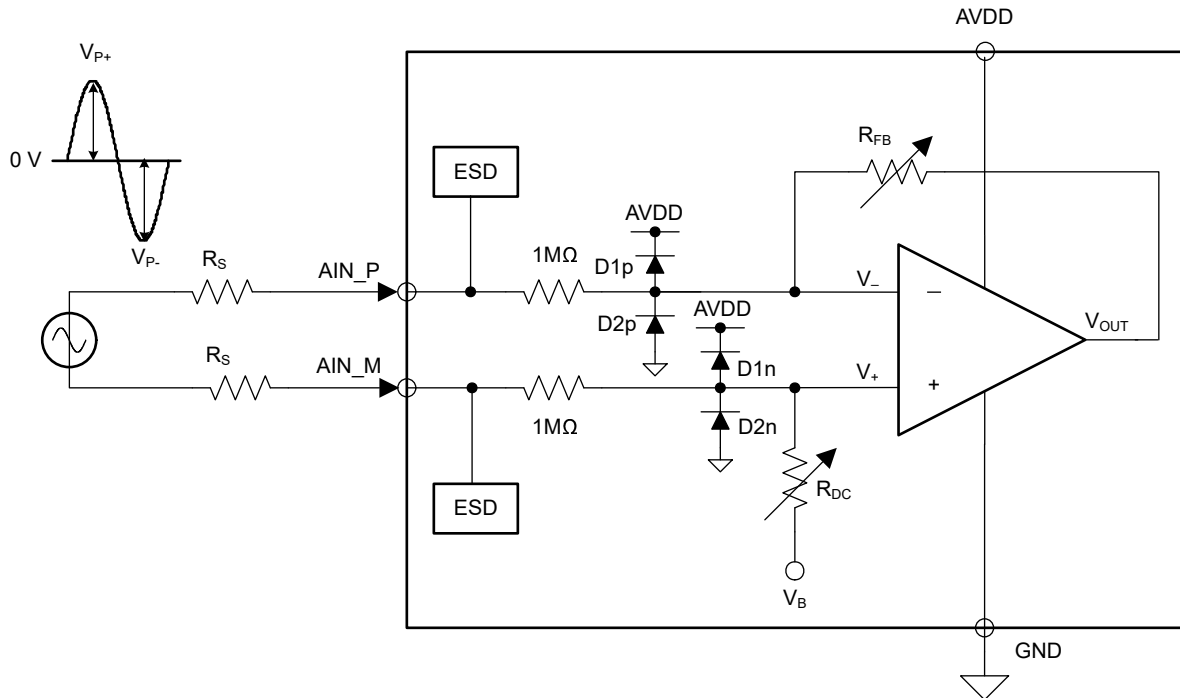 AVDD
V_P+
R_FB
0 V
ESD
AVDD
V_P-
R_S
AIN_P
1MΩ
D1p
V_–
–
D2p
AVDD
V_OUT
R_S
AIN_M
D1n
V_+
+
1MΩ
D2n
R_DC
ESD
V_B
GND